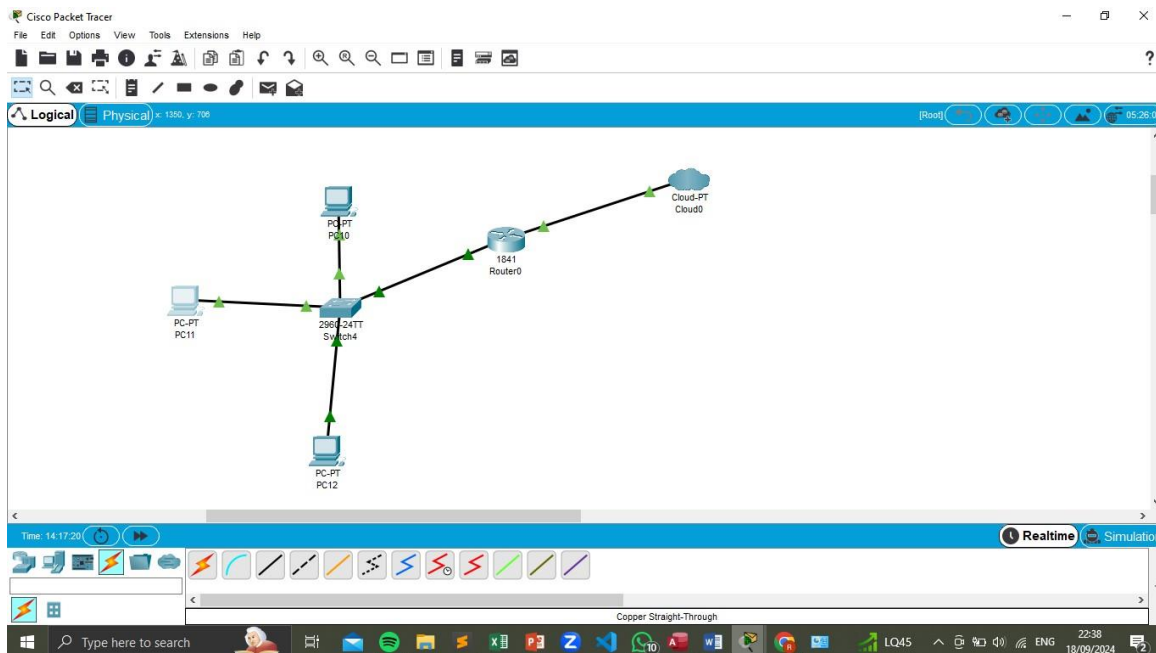 Cisco Packet Tracer
File Edit Options View Tools Extensions Help
?
Logical Physical x: 1350, y: 706 [Root] 05:26:0
Cloud-PT
Cloud0
PC-PT
PC10
1841
Router0
PC-PT
PC11
2960-24TT
Switch4
PC-PT
PC12
Time: 14:17:20 Realtime Simulation
Copper Straight-Through
Type here to search LQ45 ENG 22:38
18/09/2024